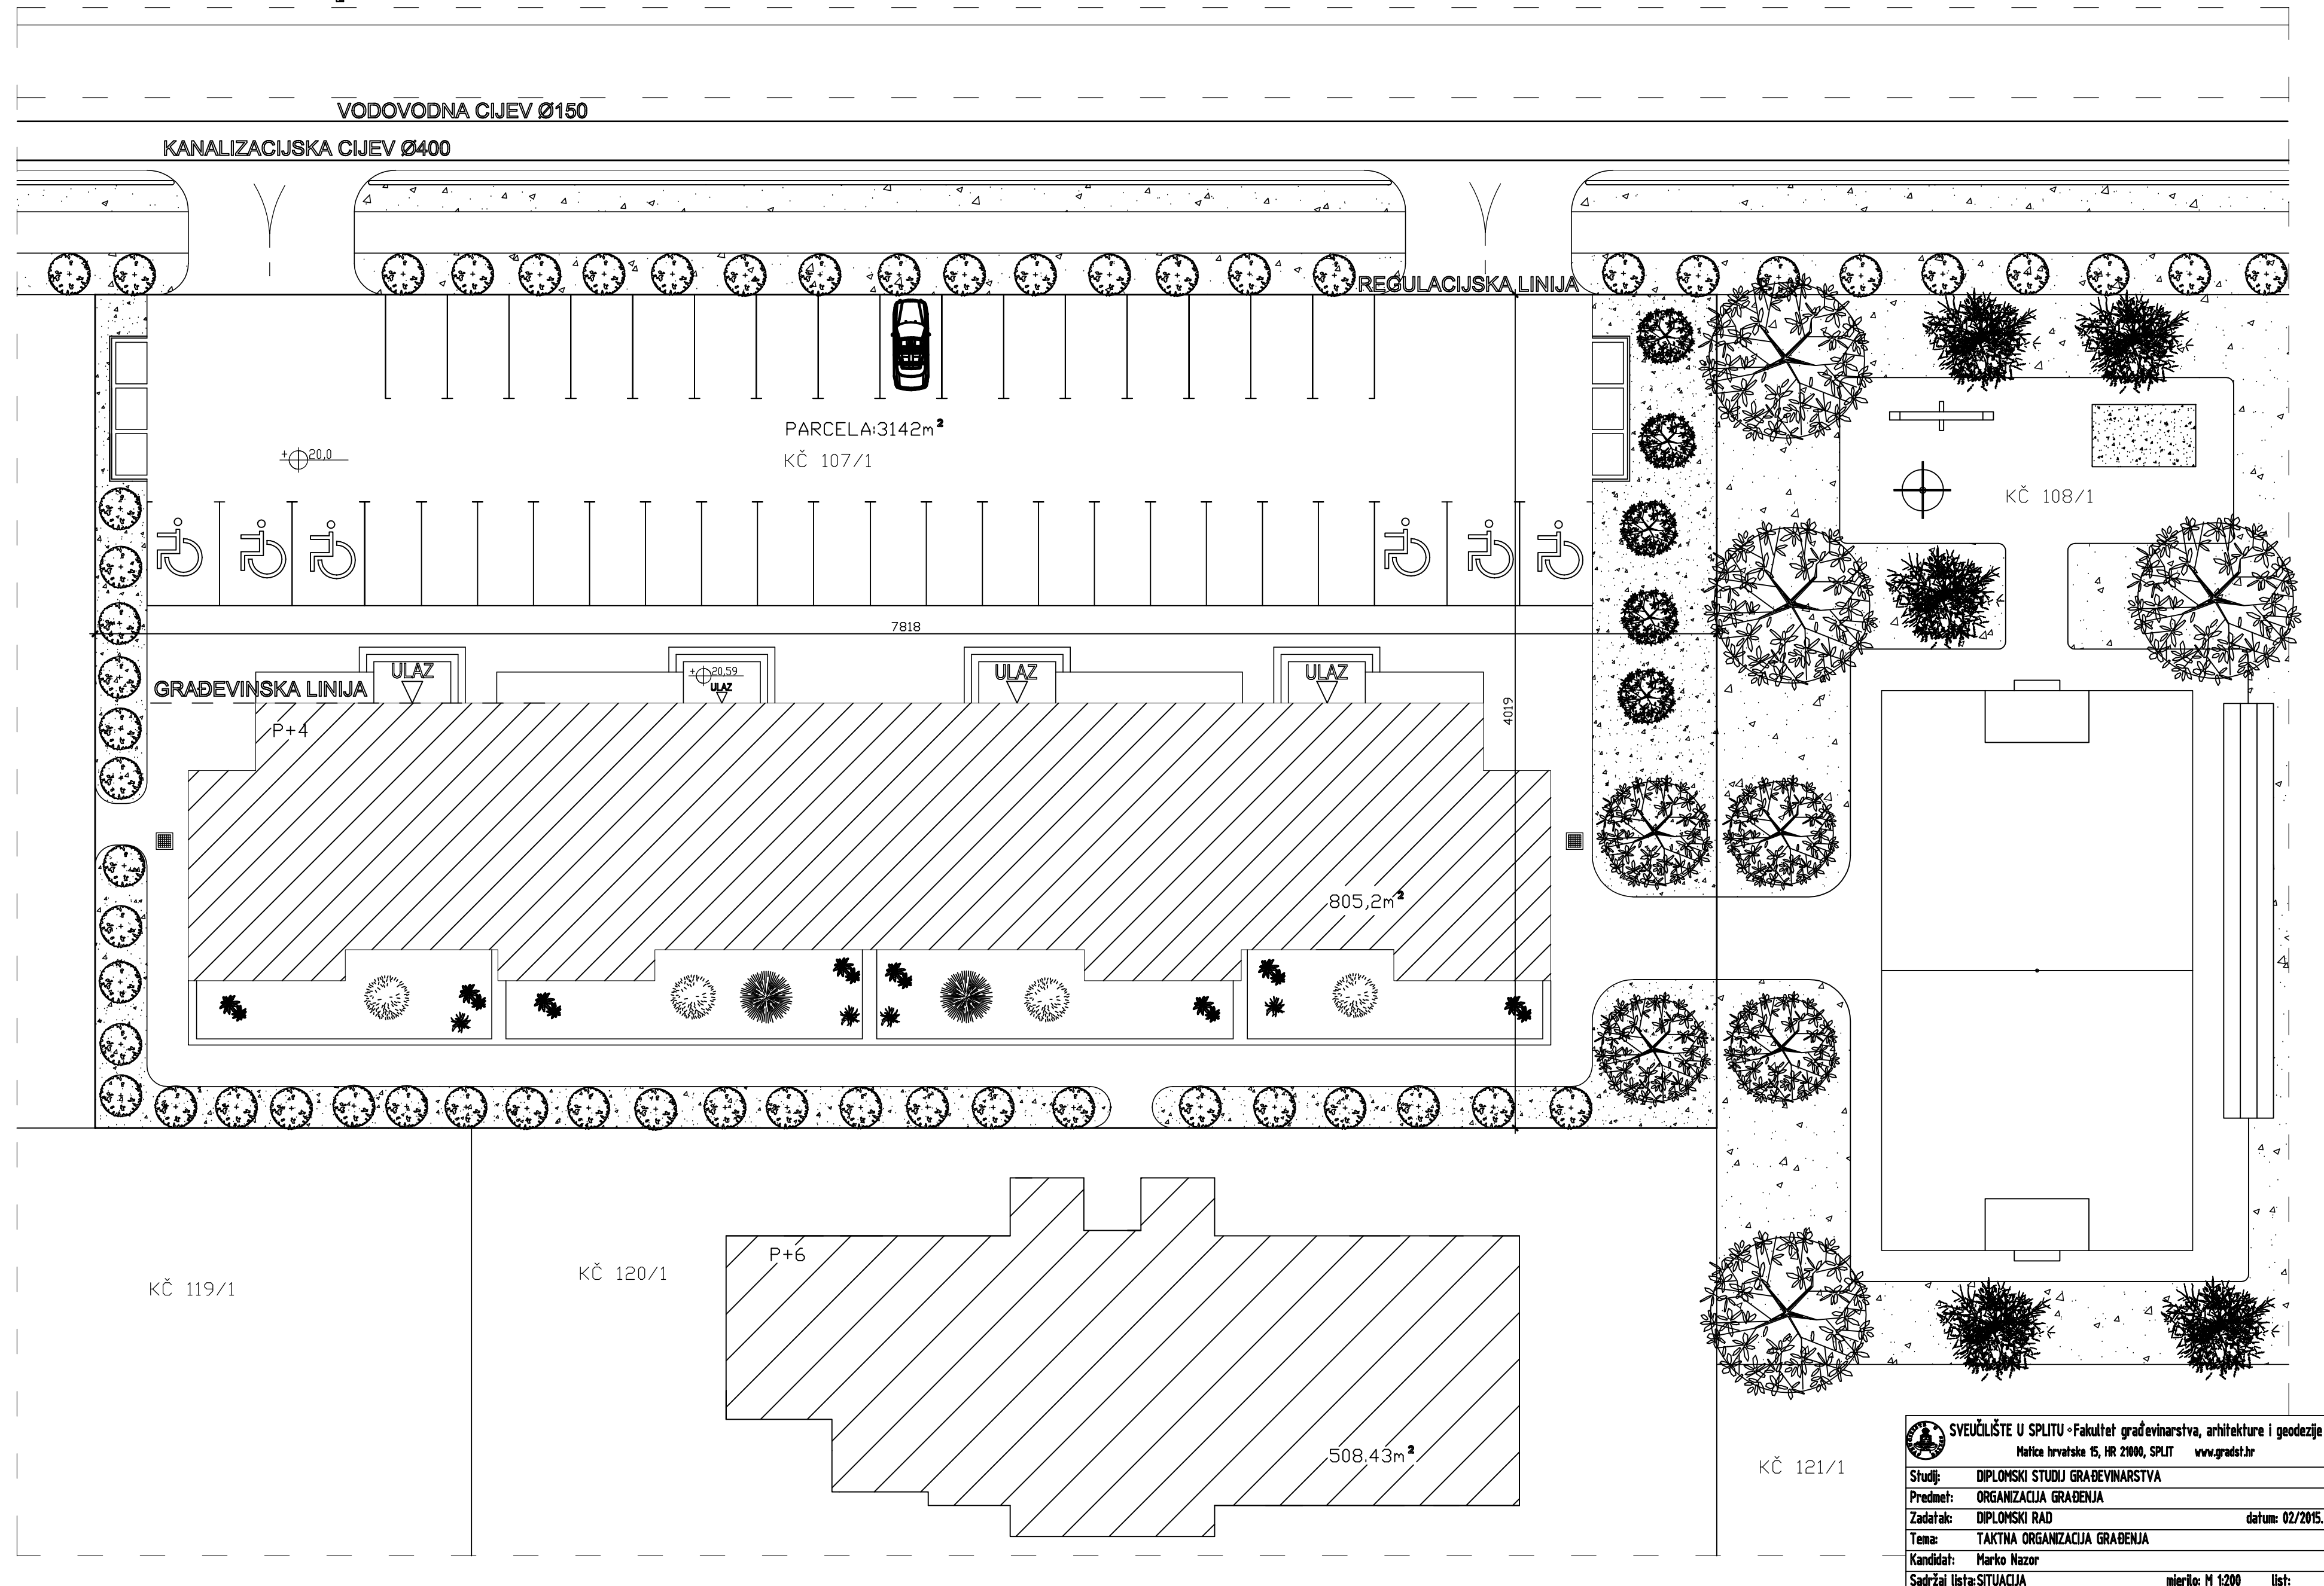 VODOVODNA CIJEV Ø150
KANALIZACIJSKA CIJEV Ø400
REGULACIJSKA LINIJA
PARCELA:3142m²
KČ 107/1
+ 20,0
KČ 108/1
7818
ULAZ
+ 20,59
ULAZ
ULAZ
ULAZ
GRAĐEVINSKA LINIJA
4019
P+4
805,2m²
P+6
KČ 120/1
KČ 119/1
508.43m²
KČ 121/1
SVEUČILIŠTE U SPLITU ∘ Fakultet građevinarstva, arhitekture i geodezije
Matice hrvatske 15, HR 21000, SPLIT www.gradst.hr
Studij: DIPLOMSKI STUDIJ GRAĐEVINARSTVA
Predmet: ORGANIZACIJA GRAĐENJA
Zadatak: DIPLOMSKI RAD datum: 02/2015.
Tema: TAKTNA ORGANIZACIJA GRAĐENJA
Kandidat: Marko Nazor
Sadržaj lista: SITUACIJA mjerilo: M 1:200 list: